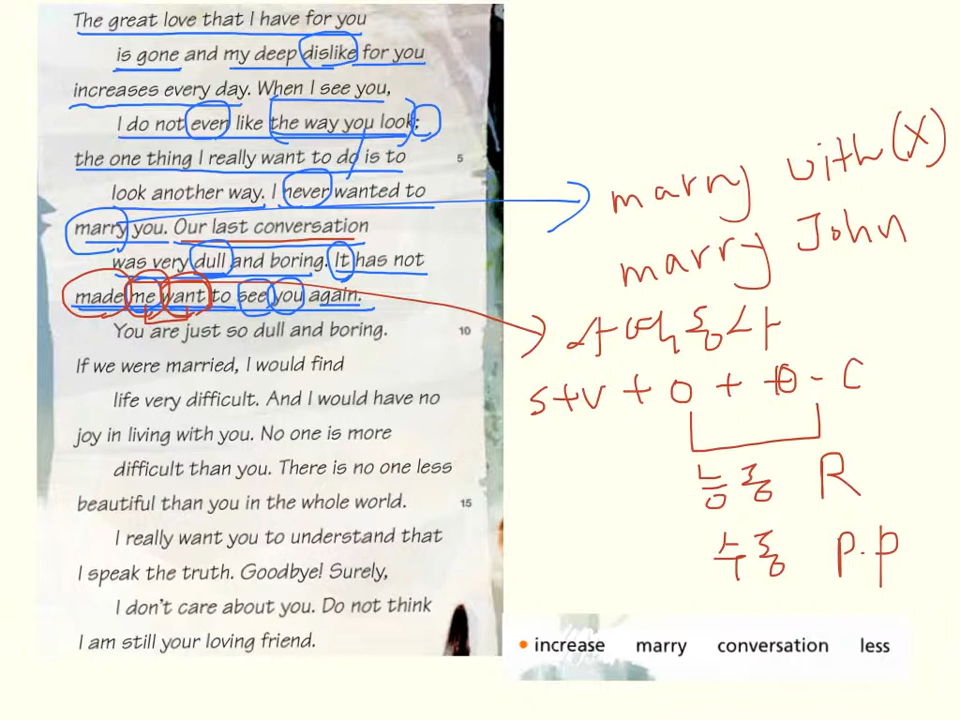 The great love that I have for you
is gone and my deep dislike for you
increases every day. When I see you,
I do not even like the way you look;
the one thing I really want to do is to
5
look another way. I never wanted to
marry you. Our last conversation
was very dull and boring. It has not
made me want to see you again.
You are just so dull and boring.
10
If we were married, I would find
life very difficult. And I would have no
joy in living with you. No one is more
difficult than you. There is no one less
beautiful than you in the whole world.
15
I really want you to understand that
I speak the truth. Goodbye! Surely,
I don't care about you. Do not think
I am still your loving friend.
marry with (X)
marry John
사역동사
S+V + O + O-C
능동 R
수동 P.P
• increase marry conversation less